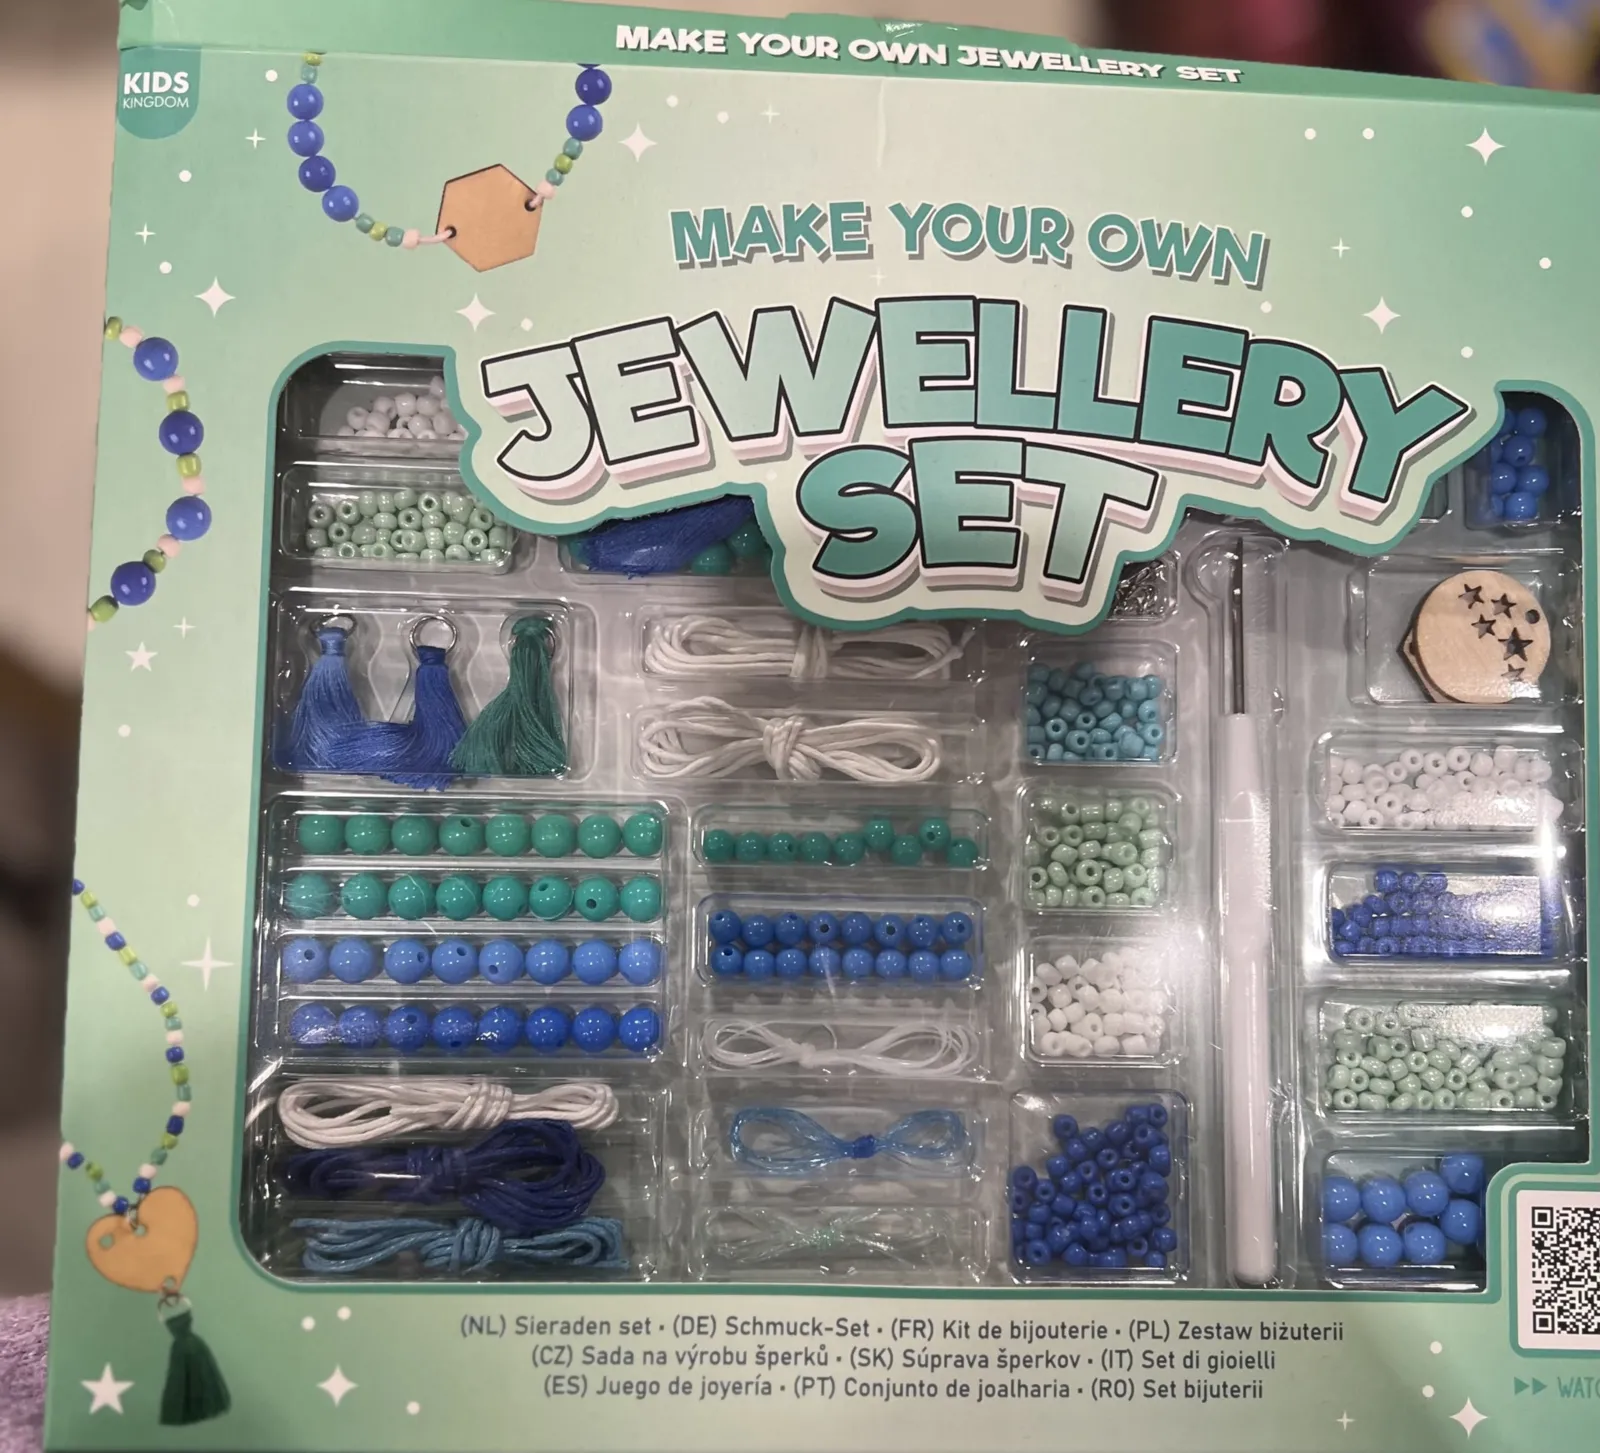 MAKE YOUR OWN JEWELLERY SET
KIDS
KINGDOM
MAKE YOUR OWN
JEWELLERY
SET
(NL) Sieraden set • (DE) Schmuck-Set • (FR) Kit de bijouterie • (PL) Zestaw biżuterii
(CZ) Sada na výrobu šperků • (SK) Súprava šperkov • (IT) Set di gioielli
(ES) Juego de joyería • (PT) Conjunto de joalharia • (RO) Set bijuterii